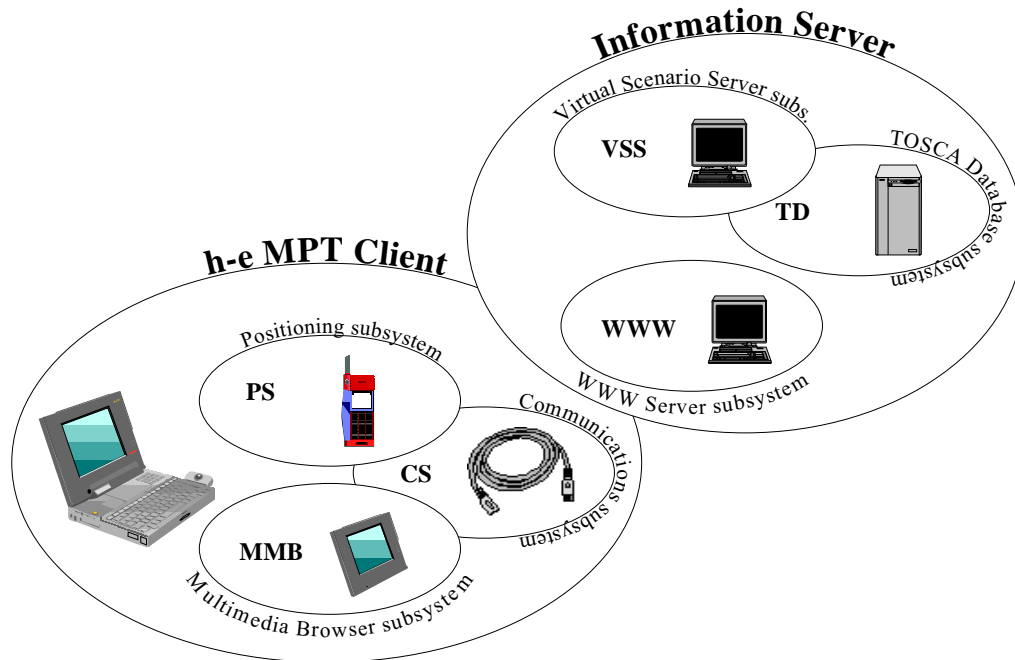 Information Server
Virtual Scenario Server subs.
VSS
TOSCA Database subsystem
TD
WWW
WWW Server subsystem
h-e MPT Client
Positioning subsystem
PS
Communications subsystem
CS
MMB
Multimedia Browser subsystem